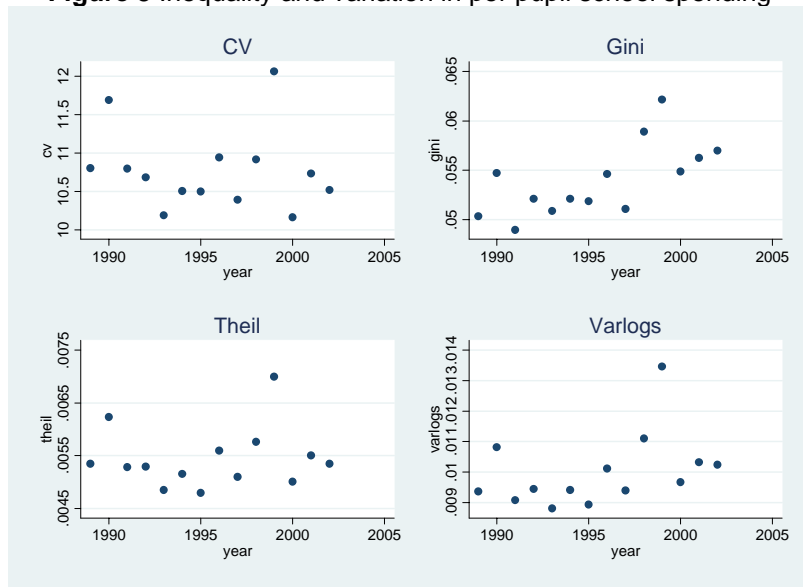 Figure Inequality and variation in per pupil school spending
CV
12
11.5
11
10.5
10
cv
1990 1995 2000 2005
year
Gini
.065
.06
.055
.05
gini
1990 1995 2000 2005
year
Theil
.0075
.0065
.0055
.0045
theil
1990 1995 2000 2005
year
Varlogs
.014
.013
.012
.011
.01
.009
varlogs
1990 1995 2000 2005
year